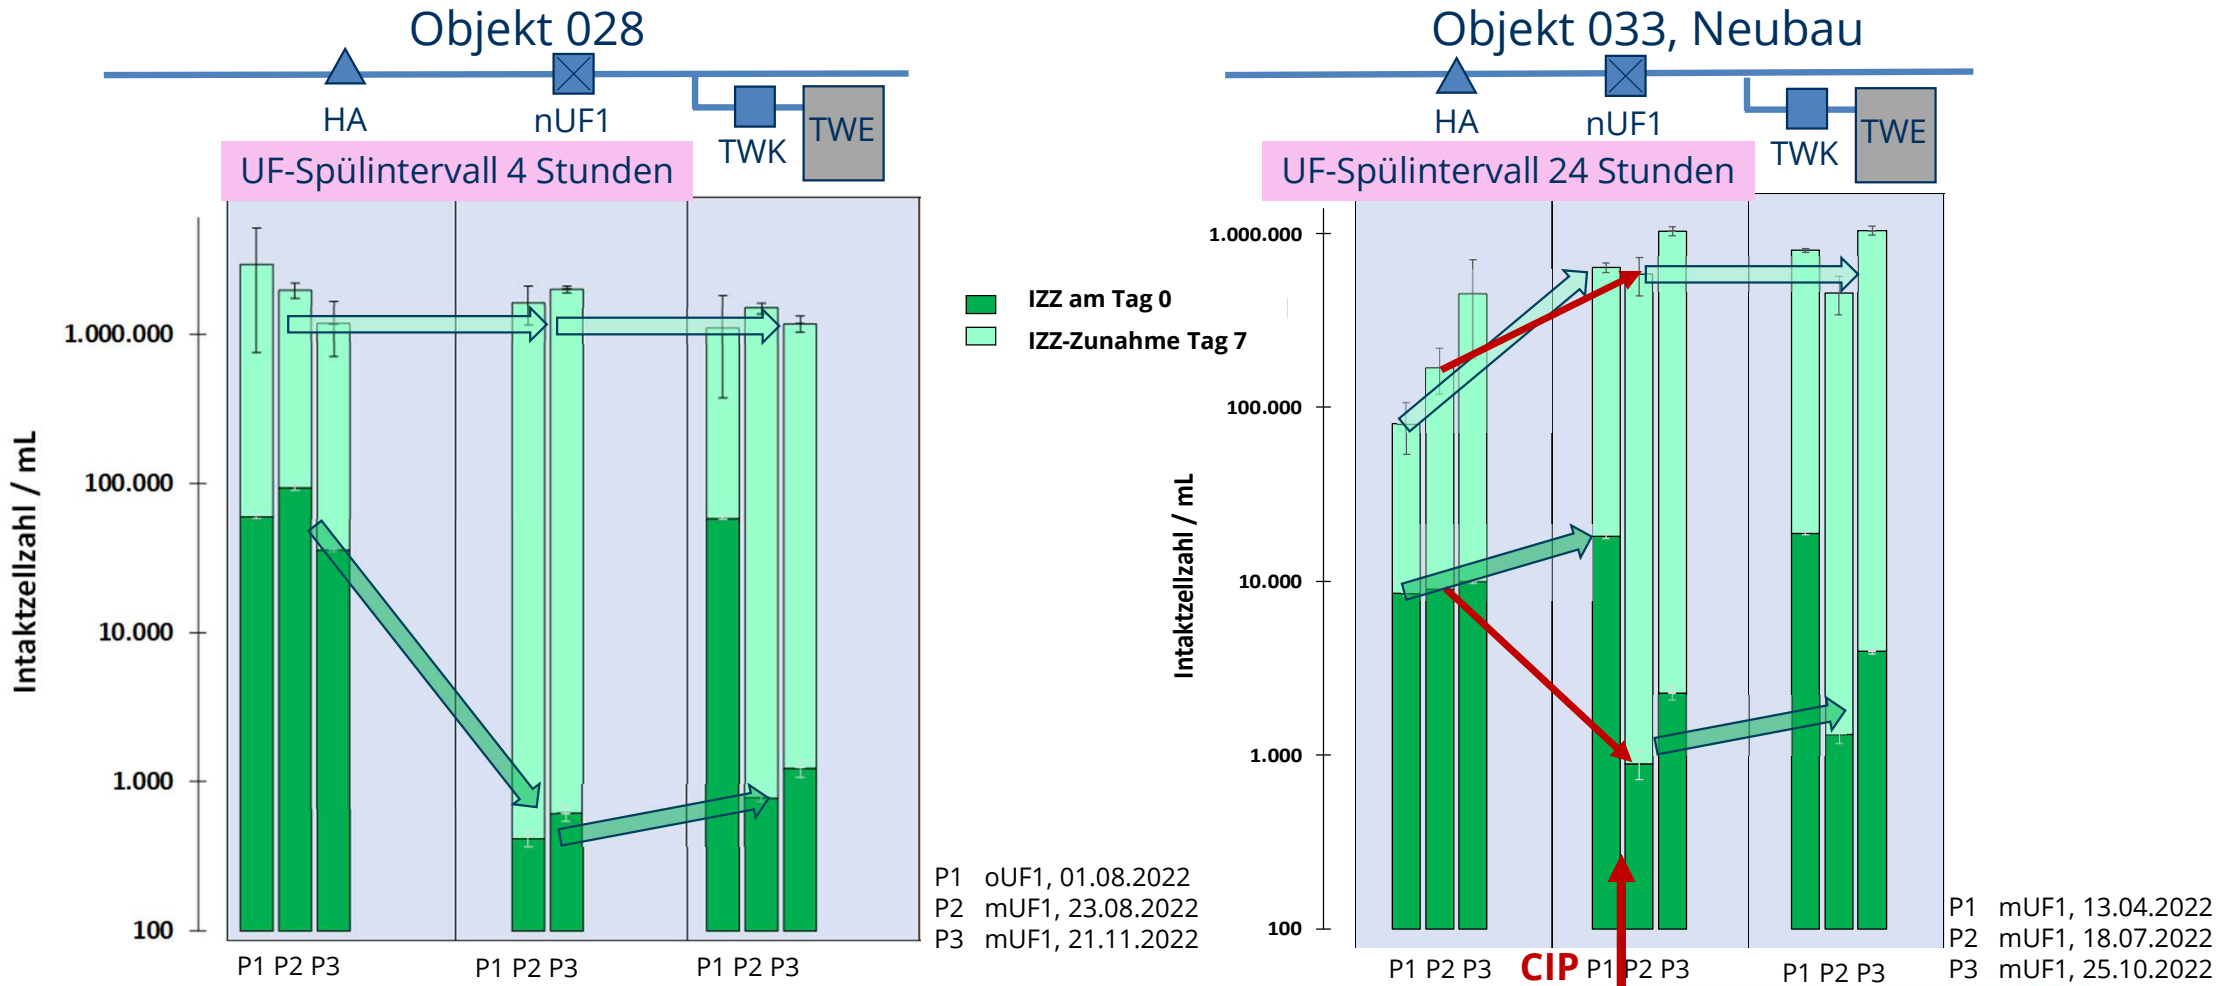 Objekt 028
HA
nUF1
TWK
TWE
UF-Spülintervall 4 Stunden
Intaktzellzahl / mL
1.000.000
100.000
10.000
1.000
100
P1 P2 P3
P1 P2 P3
P1 P2 P3
IZZ am Tag 0
IZZ-Zunahme Tag 7
P1 oUF1, 01.08.2022
P2 mUF1, 23.08.2022
P3 mUF1, 21.11.2022
Objekt 033, Neubau
HA
nUF1
TWK
TWE
UF-Spülintervall 24 Stunden
Intaktzellzahl / mL
1.000.000
100.000
10.000
1.000
100
P1 P2 P3
CIP
P1 P2 P3
P1 P2 P3
P1 mUF1, 13.04.2022
P2 mUF1, 18.07.2022
P3 mUF1, 25.10.2022